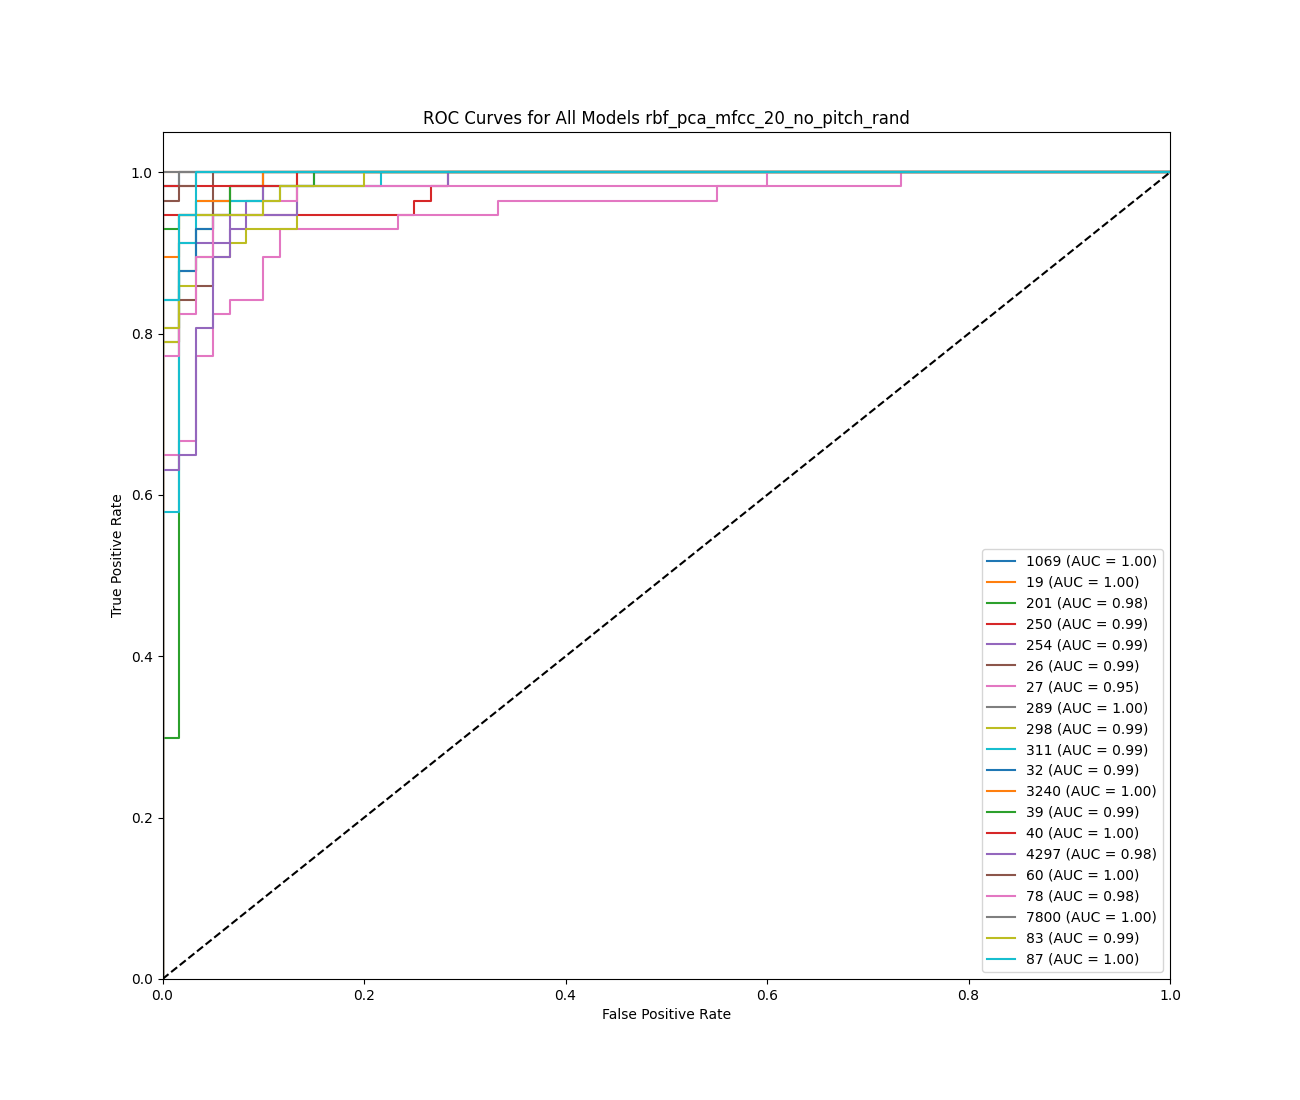 ROC Curves for All Models rbf_pca_mfcc_20_no_pitch_rand
1.0
0.8
0.6
0.4
0.2
0.0
True Positive Rate
0.0 0.2 0.4 0.6 0.8 1.0
False Positive Rate
1069 (AUC = 1.00)
19 (AUC = 1.00)
201 (AUC = 0.98)
250 (AUC = 0.99)
254 (AUC = 0.99)
26 (AUC = 0.99)
27 (AUC = 0.95)
289 (AUC = 1.00)
298 (AUC = 0.99)
311 (AUC = 0.99)
32 (AUC = 0.99)
3240 (AUC = 1.00)
39 (AUC = 0.99)
40 (AUC = 1.00)
4297 (AUC = 0.98)
60 (AUC = 1.00)
78 (AUC = 0.98)
7800 (AUC = 1.00)
83 (AUC = 0.99)
87 (AUC = 1.00)